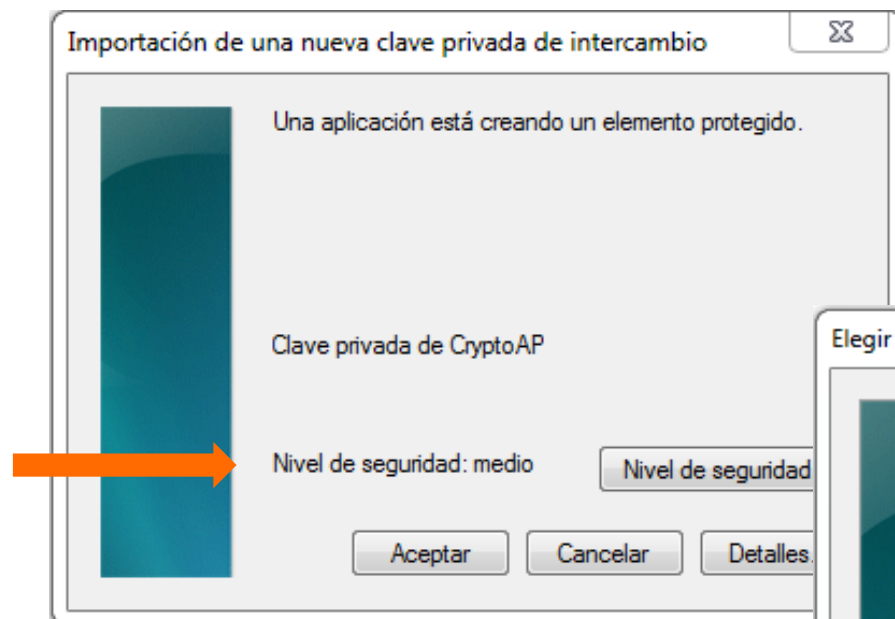 Importación de una nueva clave privada de intercambio
Una aplicación está creando un elemento protegido.
Clave privada de CryptoAP
Elegir
Nivel de seguridad: medio
Nivel de seguridad
Aceptar
Cancelar
Detalles.